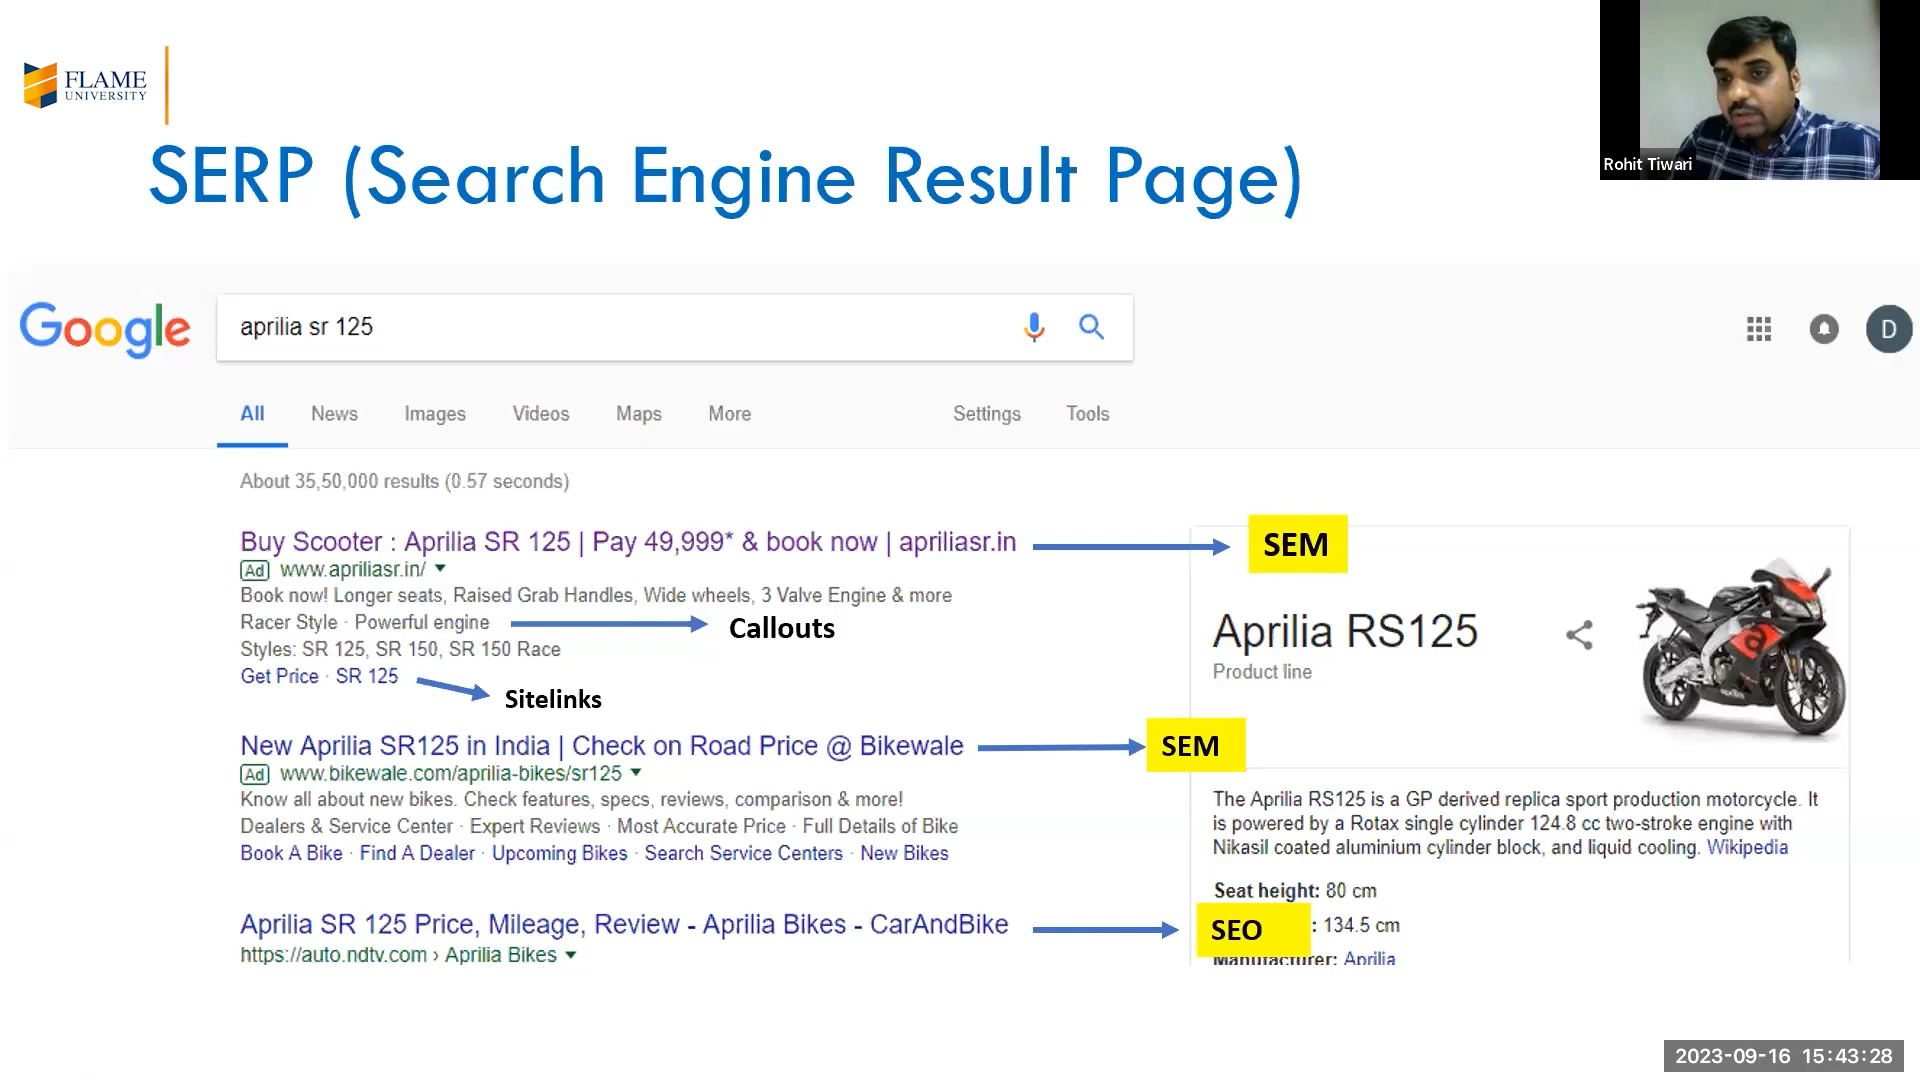 FLAME
UNIVERSITY
SERP (Search Engine Result Page)
Rohit Tiwari
Google
aprilia sr 125
D
All News Images Videos Maps More Settings Tools
About 35,50,000 results (0.57 seconds)
Buy Scooter : Aprilia SR 125 | Pay 49,999* & book now | apriliasr.in
SEM
Ad www.apriliasr.in/
Book now! Longer seats, Raised Grab Handles, Wide wheels, 3 Valve Engine & more
Racer Style · Powerful engine
Callouts
Styles: SR 125, SR 150, SR 150 Race
Get Price · SR 125
Sitelinks
New Aprilia SR125 in India | Check on Road Price @ Bikewale
SEM
Ad www.bikewale.com/aprilia-bikes/sr125
Know all about new bikes. Check features, specs, reviews, comparison & more!
Dealers & Service Center · Expert Reviews · Most Accurate Price · Full Details of Bike
Book A Bike · Find A Dealer · Upcoming Bikes · Search Service Centers · New Bikes
Aprilia SR 125 Price, Mileage, Review - Aprilia Bikes - CarAndBike
SEO
https://auto.ndtv.com › Aprilia Bikes
Aprilia RS125
Product line
The Aprilia RS125 is a GP derived replica sport production motorcycle. It
is powered by a Rotax single cylinder 124.8 cc two-stroke engine with
Nikasil coated aluminium cylinder block, and liquid cooling. Wikipedia
Seat height: 80 cm
: 134.5 cm
Manufacturer: Aprilia
2023-09-16 15:43:28